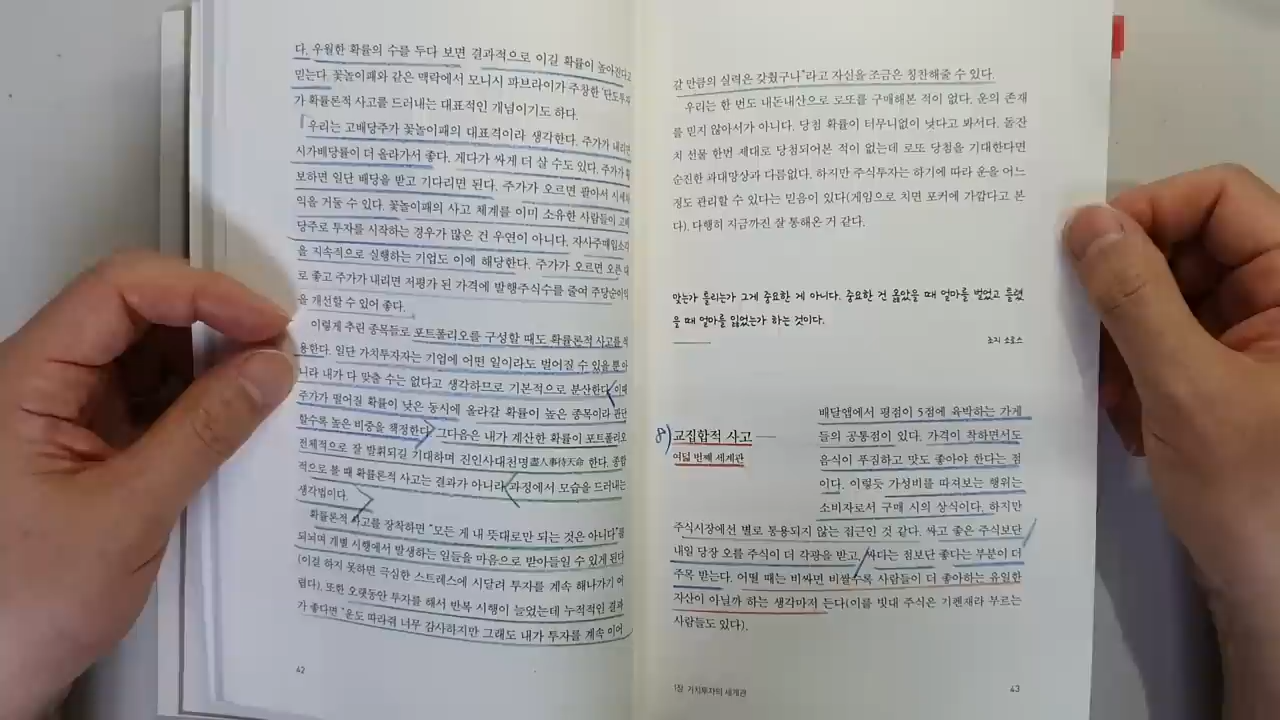 다. 우월한 확률의 수를 두다 보면 결과적으로 이길 확률이 높아진다고
믿는다. 꽃놀이패와 같은 맥락에서 모니시 파브라이가 주창한 '단도투자'
가 확률론적 사고를 드러내는 대표적인 개념이기도 하다.
우리는 고배당주가 꽃놀이패의 대표격이라 생각한다. 주가가 내리면
시가배당률이 더 올라가서 좋다. 게다가 싸게 더 살 수도 있다. 주가가
보하면 일단 배당을 받고 기다리면 된다. 주가가 오르면 팔아서
익을 거둘 수 있다. 꽃놀이패의 사고 체계를 이미 소유한 사람들이
당주로 투자를 시작하는 경우가 많은 건 우연이 아니다. 자사주매입소각
을 지속적으로 실행하는 기업도 이에 해당한다. 주가가 오르면 오른
로 좋고 주가가 내리면 저평가 된 가격에 발행주식수를 줄여 주당순이익
을 개선할 수 있어 좋다.
이렇게 추린 종목들로 포트폴리오를 구성할 때도 확률론적 사고를
용한다. 일단 가치투자자는 기업에 어떤 일이라도 벌어질 수 있을 뿐 아
니라 내가 다 맞출 수는 없다고 생각하므로 기본적으로 분산한다. 이때
주가가 떨어질 확률이 낮은 동시에 올라갈 확률이 높은 종목이라 판단
할수록 높은 비중을 책정한다. 그다음은 내가 계산한 확률이 포트폴리오
전체적으로 잘 발휘되길 기대하며 진인사대천명盡人事待天命 한다. 종합
적으로 볼 때 확률론적 사고는 결과가 아니라 과정에서 모습을 드러내는
생각법이다.
확률론적 사고를 장착하면 "모든 게 내 뜻대로만 되는 것은 아니다"를
되뇌며 개별 시행에서 발생하는 일들을 마음으로 받아들일 수 있게 된다
(이걸 하지 못하면 극심한 스트레스에 시달려 투자를 계속 해나가기 어
렵다). 또한 오랫동안 투자를 해서 반복 시행이 늘었는데 누적적인 결과
가 좋다면 "운도 따라줘 너무 감사하지만 그래도 내가 투자를 계속 이어
42
갈 만큼의 실력은 갖췄구나"라고 자신을 조금은 칭찬해줄 수 있다.
우리는 한 번도 내돈내산으로 로또를 구매해본 적이 없다. 운의 존재
를 믿지 않아서가 아니다. 당첨 확률이 터무니없이 낮다고 봐서다. 돌잔
치 선물 한번 제대로 당첨되어본 적이 없는데 로또 당첨을 기대한다면
순진한 과대망상과 다름없다. 하지만 주식투자는 하기에 따라 운을 어느
정도 관리할 수 있다는 믿음이 있다(게임으로 치면 포커에 가깝다고 본
다). 다행히 지금까진 잘 통해온 거 같다.
맞는가 틀리는가 그게 중요한 게 아니다. 중요한 건 옳았을 때 얼마를 벌었고 틀렸
을 때 얼마를 잃었는가 하는 것이다.
조지 소로스
8) 교집합적 사고
여덟 번째 세계관
배달앱에서 평점이 5점에 육박하는 가게
들의 공통점이 있다. 가격이 착하면서도
음식이 푸짐하고 맛도 좋아야 한다는 점
이다. 이렇듯 가성비를 따져보는 행위는
소비자로서 구매 시의 상식이다. 하지만
주식시장에선 별로 통용되지 않는 접근인 것 같다. 싸고 좋은 주식보단
내일 당장 오를 주식이 더 각광을 받고, 싸다는 점보단 좋다는 부분이 더
주목 받는다. 어떨 때는 비싸면 비쌀수록 사람들이 더 좋아하는 유일한
자산이 아닐까 하는 생각마저 든다(이를 빗대 주식은 기펜재라 부르는
사람들도 있다).
1장 가치투자의 세계관
43